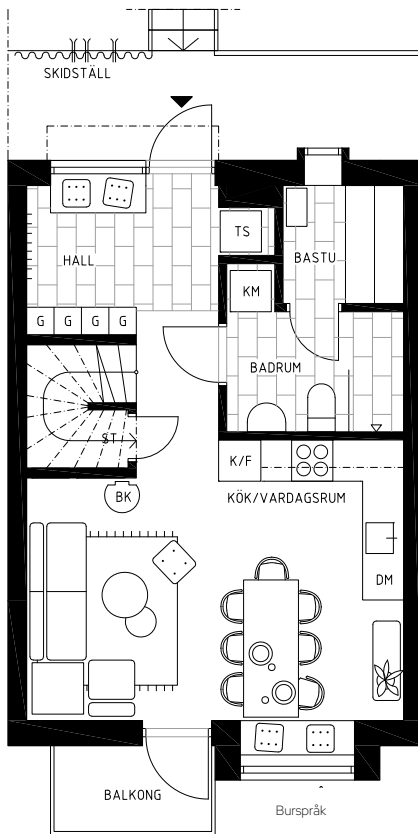 SKIDSTÄLL
TS
HALL
BASTU
KM
G G G G
BADRUM
ST
K/F
BK
KÖK/VARDAGSRUM
DM
BALKONG
Burspråk